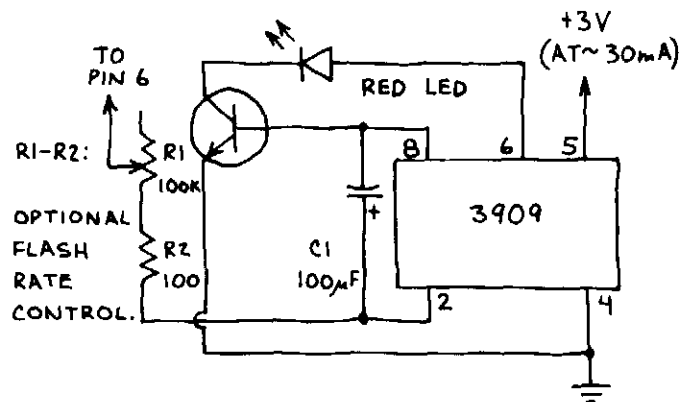 TO
PIN 6
R1-R2:
R1
100K
OPTIONAL
FLASH
RATE
CONTROL.
R2
100
RED LED
+3V
(AT~30mA)
C1
+
100µF
8
6
5
3909
2
4